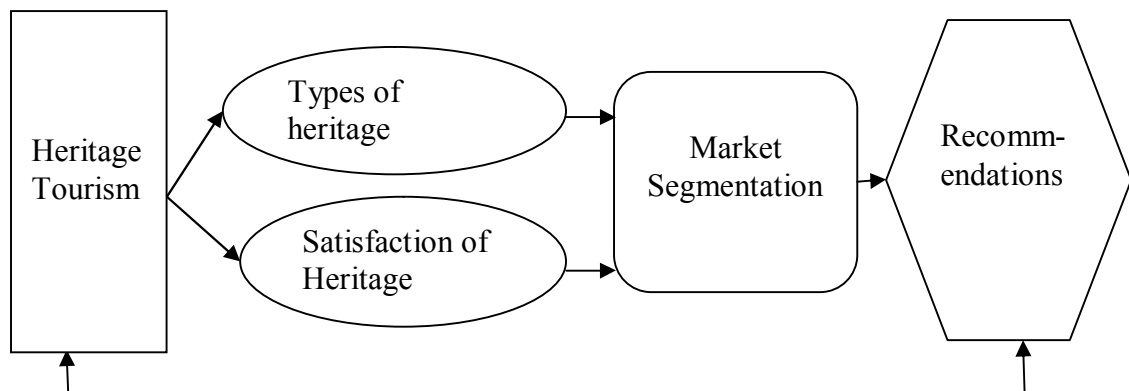 Heritage
Tourism
Types of
heritage
Satisfaction of
Heritage
Market
Segmentation
Recomm-
endations